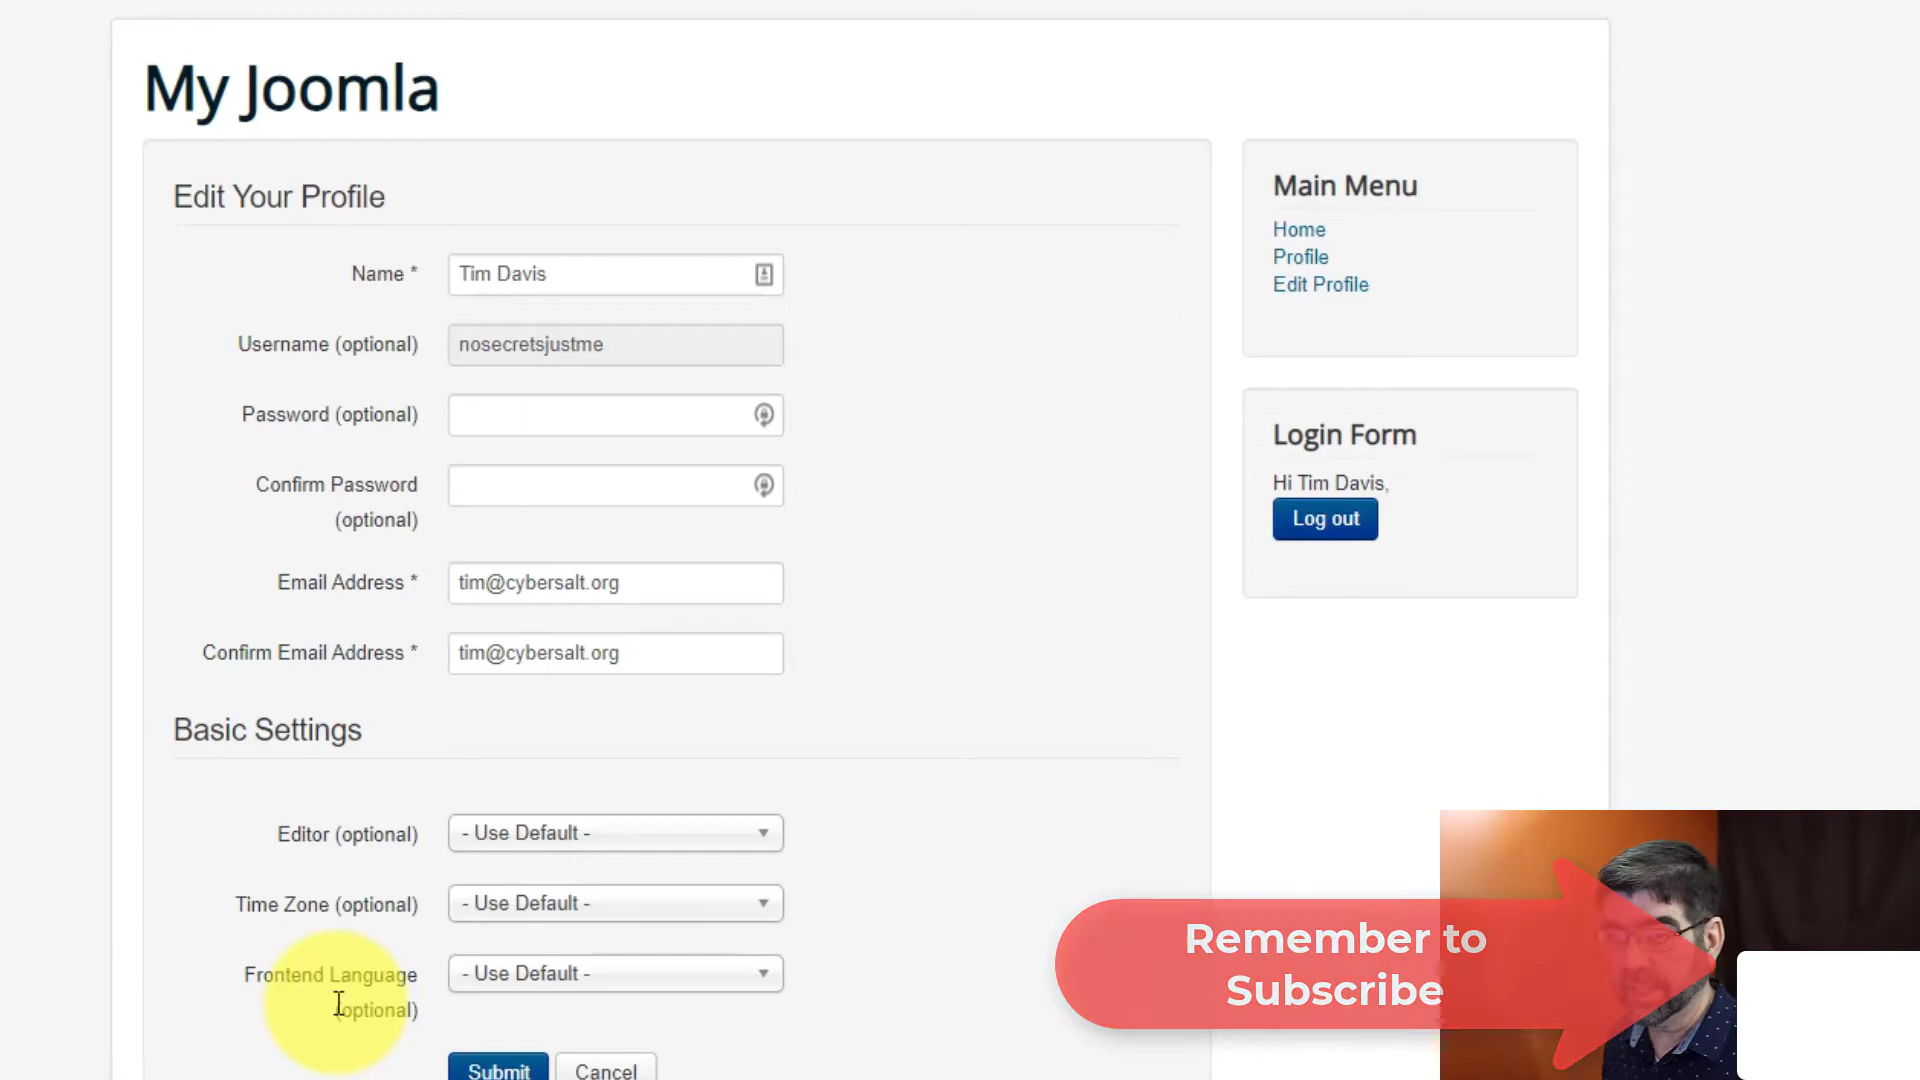 My Joomla
Edit Your Profile
Name *
Tim Davis
Username (optional)
nosecretsjustme
Password (optional)
Confirm Password
(optional)
Email Address *
tim@cybersalt.org
Confirm Email Address *
tim@cybersalt.org
Basic Settings
Editor (optional)
- Use Default -
Time Zone (optional)
- Use Default -
Frontend Language
(optional)
- Use Default -
Submit
Cancel
Main Menu
Home
Profile
Edit Profile
Login Form
Hi Tim Davis,
Log out
Remember to
Subscribe